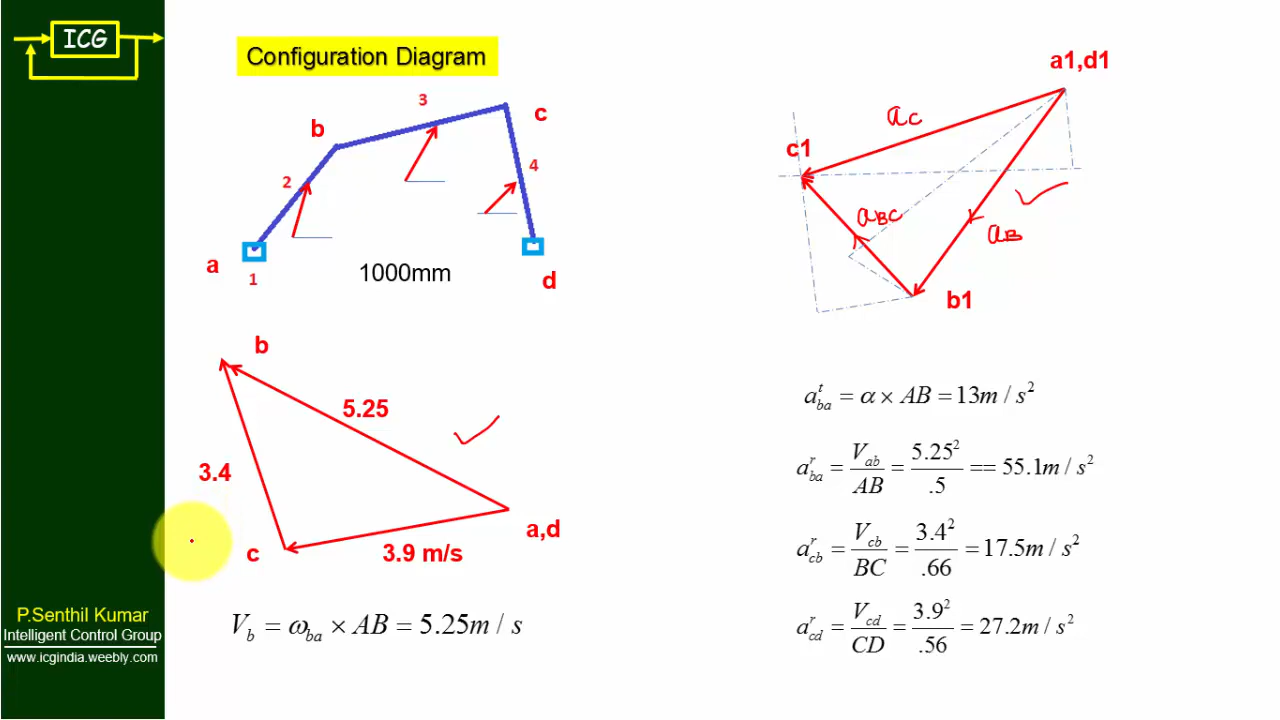 ICG
Configuration Diagram
b
3
c
2
4
a
1
1000mm
d
b
5.25
3.4
c
3.9 m/s
a,d
V_b = ω_ba × AB = 5.25m / s
a1,d1
ac
c1
aBC
aB
b1
a^t_ba = α × AB = 13m / s^2
a^r_ba = V_ab / AB = 5.25^2 / .5 == 55.1m / s^2
a^r_cb = V_cb / BC = 3.4^2 / .66 = 17.5m / s^2
a^r_cd = V_cd / CD = 3.9^2 / .56 = 27.2m / s^2
P.Senthil Kumar
Intelligent Control Group
www.icgindia.weebly.com